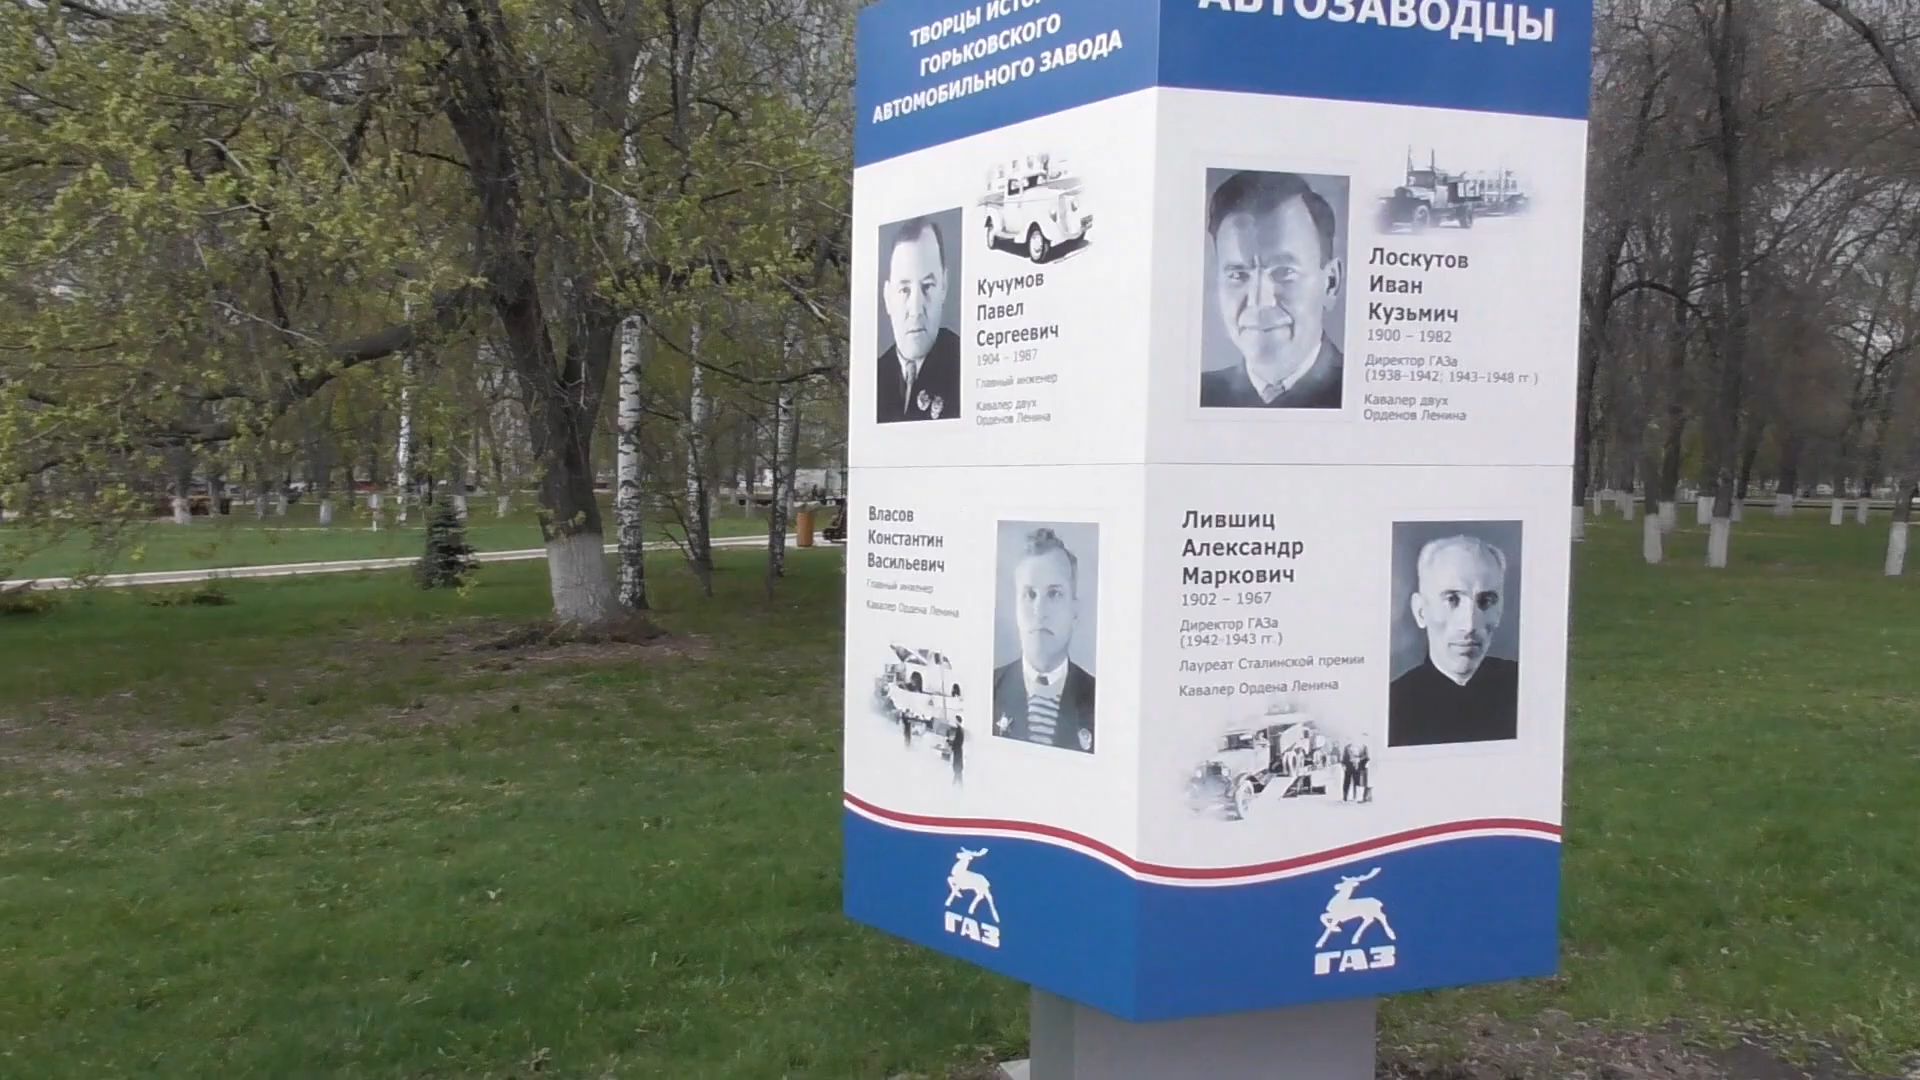 ТВОРЦЫ
ГОРЬКОВСКОГО
АВТОМОБИЛЬНОГО ЗАВОДА
Кучумов
Павел
Сергеевич
1904 – 1987
Главный инженер
Кавалер двух
Орденов Ленина
Власов
Константин
Васильевич
Главный инженер
Кавалер Ордена Ленина
ГАЗ
АВТОЗАВОДЦЫ
Лоскутов
Иван
Кузьмич
1900 – 1982
Директор ГАЗа
(1938–1942; 1943–1948 гг.)
Кавалер двух
Орденов Ленина
Лившиц
Александр
Маркович
1902 – 1967
Директор ГАЗа
(1942-1943 гг.)
Лауреат Сталинской премии
Кавалер Ордена Ленина
ГАЗ